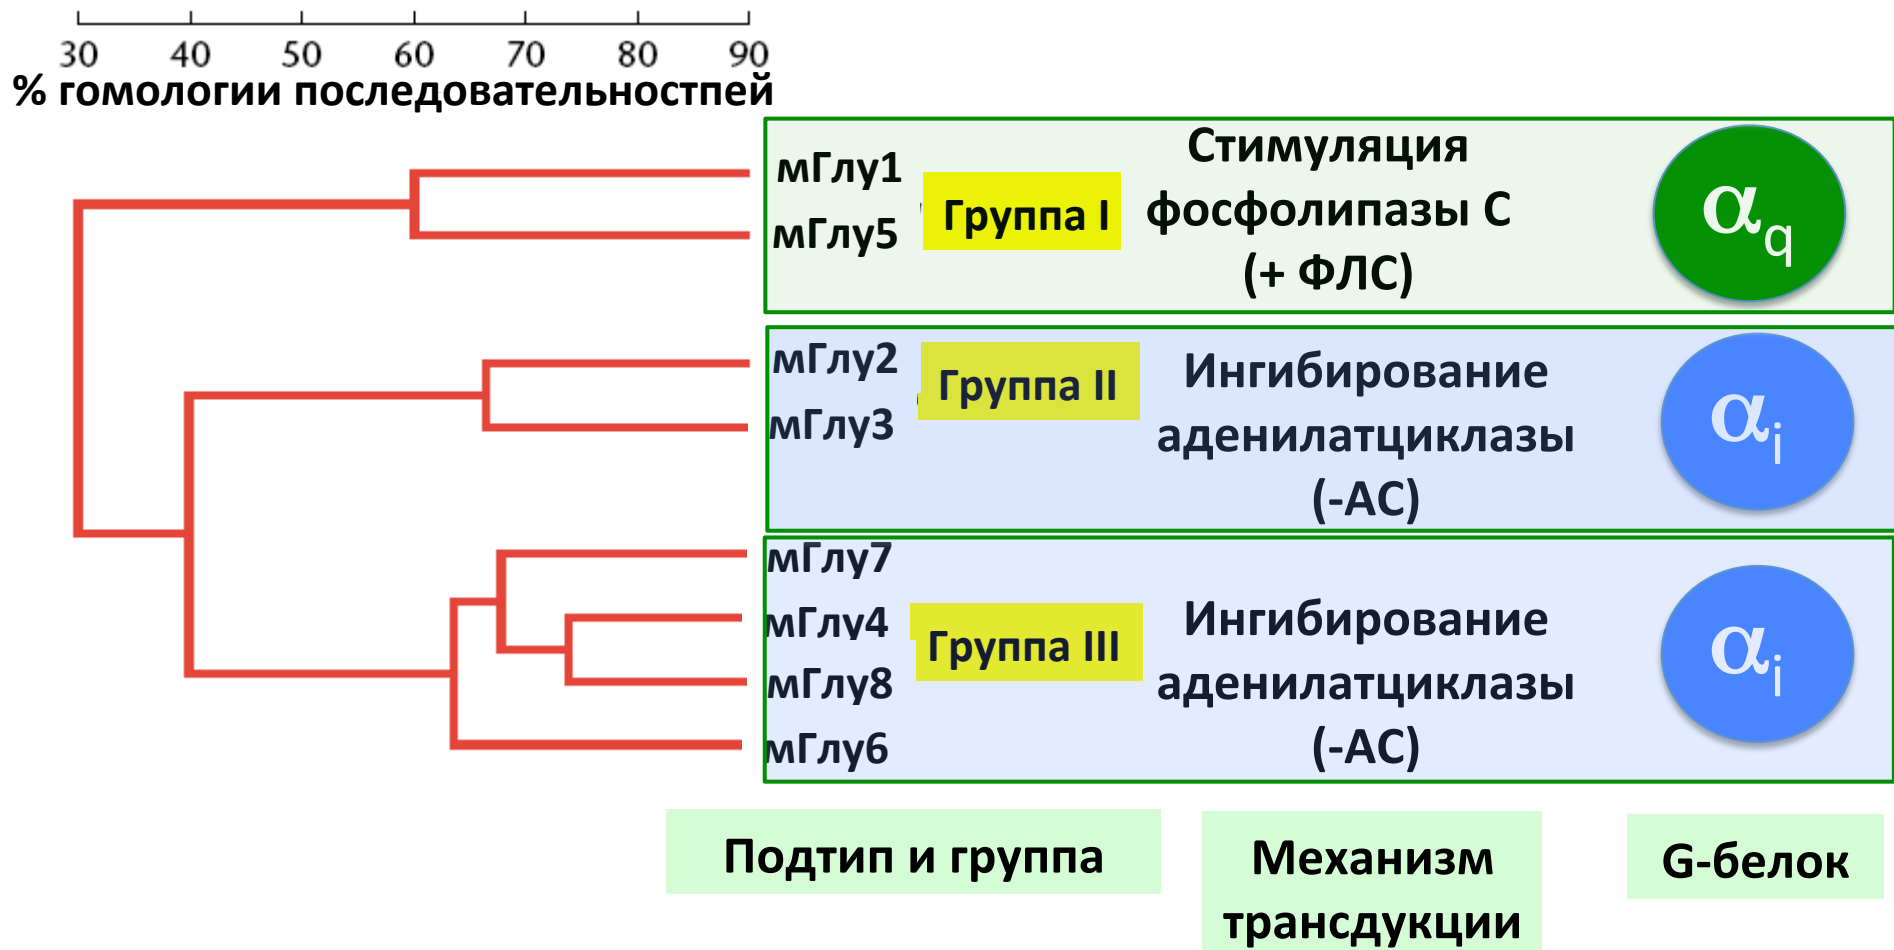 30 40 50 60 70 80 90
% гомологии последовательностпей
мГлу1
мГлу5
Группа I
Стимуляция
фосфолипазы С
(+ ФЛС)
αq
мГлу2
мГлу3
Группа II
Ингибирование
аденилатциклазы
(-АС)
αi
мГлу7
мГлу4
мГлу8
мГлу6
Группа III
Ингибирование
аденилатциклазы
(-АС)
αi
Подтип и группа
Механизм
трансдукции
G-белок